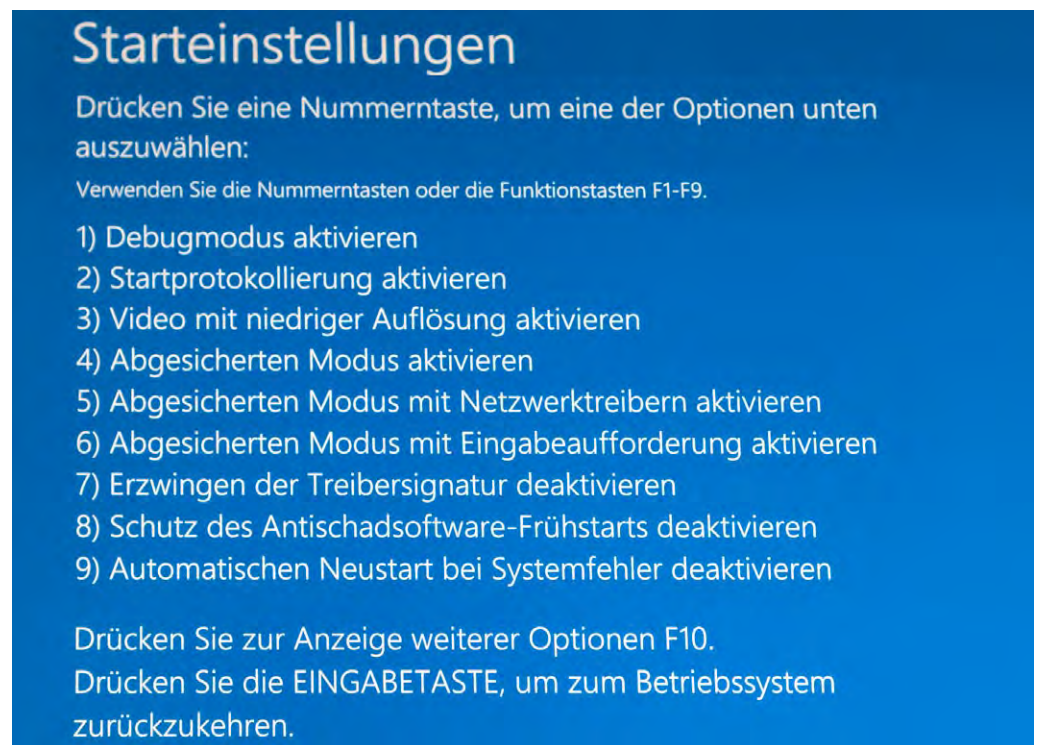 Starteinstellungen
Drücken Sie eine Nummerntaste, um eine der Optionen unten
auszuwählen:
Verwenden Sie die Nummerntasten oder die Funktionstasten F1-F9.
1) Debugmodus aktivieren
2) Startprotokollierung aktivieren
3) Video mit niedriger Auflösung aktivieren
4) Abgesicherten Modus aktivieren
5) Abgesicherten Modus mit Netzwerktreibern aktivieren
6) Abgesicherten Modus mit Eingabeaufforderung aktivieren
7) Erzwingen der Treibersignatur deaktivieren
8) Schutz des Antischadsoftware-Frühstarts deaktivieren
9) Automatischen Neustart bei Systemfehler deaktivieren
Drücken Sie zur Anzeige weiterer Optionen F10.
Drücken Sie die EINGABETASTE, um zum Betriebssystem
zurückzukehren.